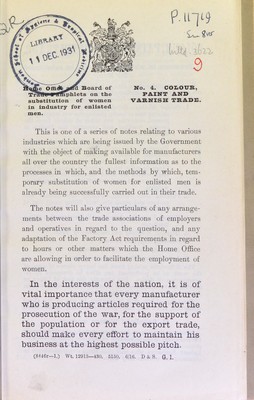 P.11719
9
LIBRARY
11 DEC. 1931
Home Office and Board of
Trade Pamphlets on the
substitution of women
in industry for enlisted
men.
No. 4. COLOUR,
PAINT AND
VARNISH TRADE.
This is one of a series of notes relating to various
industries which are being issued by the Government
with the object of making available for manufacturers
all over the country the fullest information as to the
processes in which, and the methods by which, tem-
porary substitution of women for enlisted men is
already being successfully carried out in their trade.
The notes will also give particulars of any arrange-
ments between the trade associations of employers
and operatives in regard to the question, and any
adaptation of the Factory Act requirements in regard
to hours or other matters which the Home Office
are allowing in order to facilitate the employment of
women.
In the interests of the nation, it is of
vital importance that every manufacturer
who is producing articles required for the
prosecution of the war, for the support of
the population or for the export trade,
should make every effort to maintain his
business at the highest possible pitch.